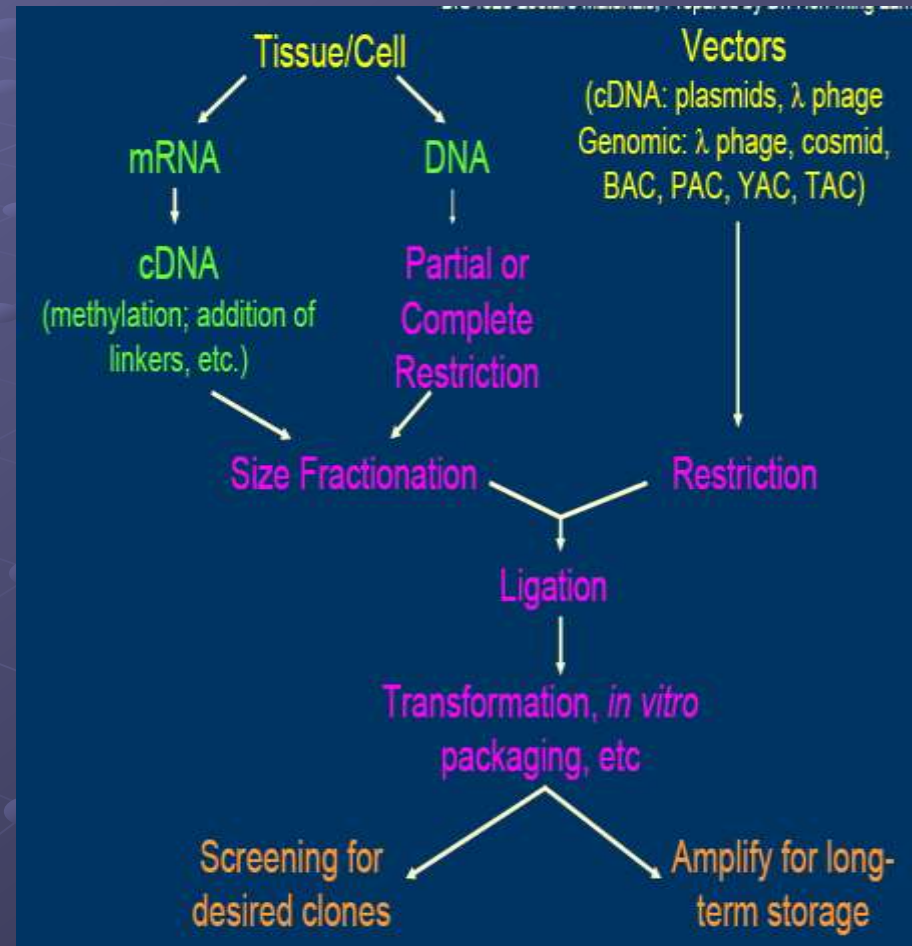 Tissue/Cell
Vectors
(cDNA: plasmids, λ phage
Genomic: λ phage, cosmid,
BAC, PAC, YAC, TAC)
mRNA
DNA
cDNA
(methylation; addition of
linkers, etc.)
Partial or
Complete
Restriction
Size Fractionation
Restriction
Ligation
Transformation, in vitro
packaging, etc
Screening for
desired clones
Amplify for long-
term storage